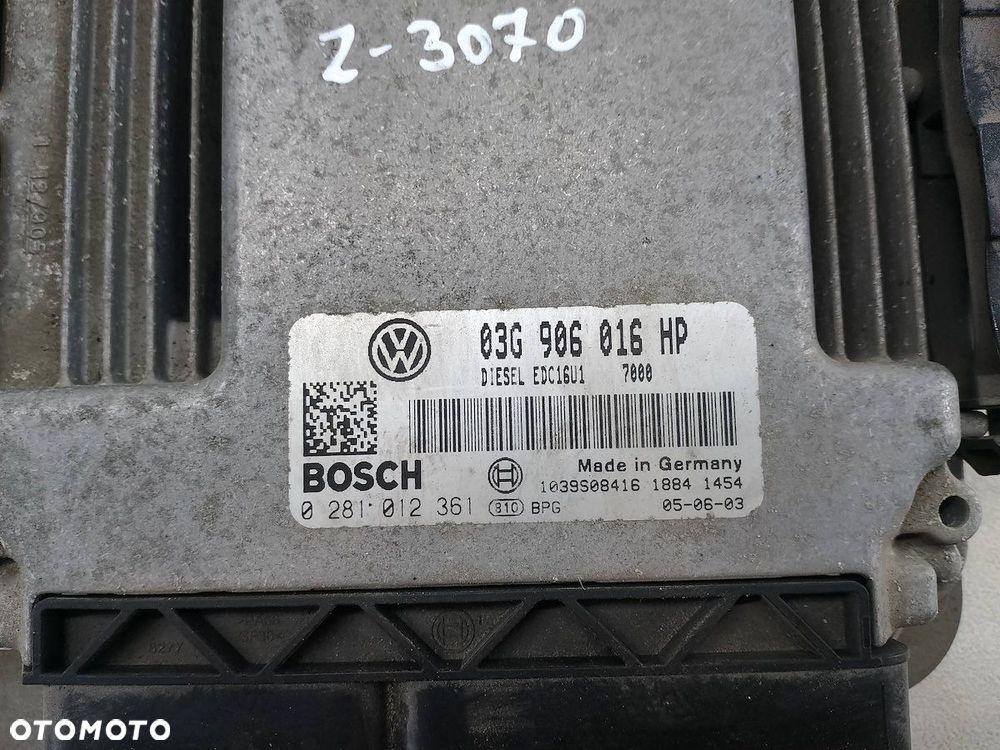 Z-3070
03G 906 016 HP
DIESEL EDC16U1 7000
BOSCH
Made in Germany
1039S08416 1884 1454
0 281 012 361 310 BPG 05-06-03
OTOMOTO